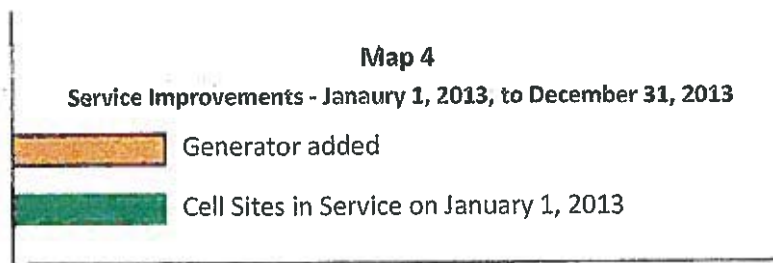 Map 4
Service Improvements - Janaury 1, 2013, to December 31, 2013
Generator added
Cell Sites in Service on January 1, 2013